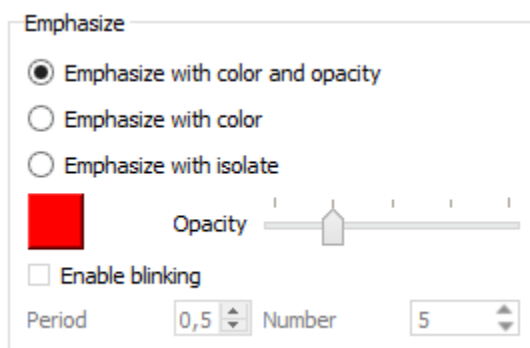 Emphasize
Emphasize with color and opacity
Emphasize with color
Emphasize with isolate
Opacity
Enable blinking
Period 0,5 Number 5